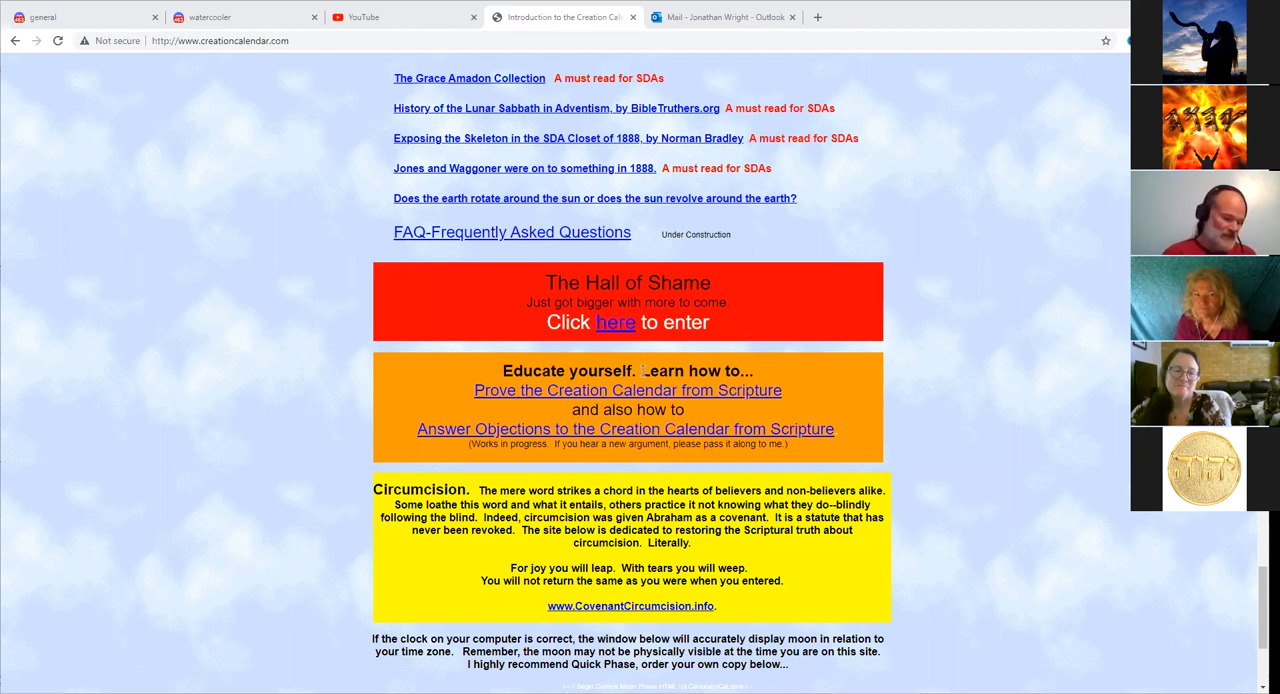 general
watercooler
YouTube
Introduction to the Creation Cal
Mail - Jonathan Wright - Outlook
Not secure
http://www.creationcalendar.com
The Grace Amadon Collection A must read for SDAs
History of the Lunar Sabbath in Adventism, by BibleTruthers.org A must read for SDAs
Exposing the Skeleton in the SDA Closet of 1888, by Norman Bradley A must read for SDAs
Jones and Waggoner were on to something in 1888. A must read for SDAs
Does the earth rotate around the sun or does the sun revolve around the earth?
FAQ-Frequently Asked Questions Under Construction
The Hall of Shame
Just got bigger with more to come.
Click here to enter
Educate yourself. Learn how to...
Prove the Creation Calendar from Scripture
and also how to
Answer Objections to the Creation Calendar from Scripture
(Works in progress. If you hear a new argument, please pass it along to me.)
Circumcision. The mere word strikes a chord in the hearts of believers and non-believers alike.
Some loathe this word and what it entails, others practice it not knowing what they do--blindly
following the blind. Indeed, circumcision was given Abraham as a covenant. It is a statute that has
never been revoked. The site below is dedicated to restoring the Scriptural truth about
circumcision. Literally.
For joy you will leap. With tears you will weep.
You will not return the same as you were when you entered.
www.CovenantCircumcision.info.
If the clock on your computer is correct, the window below will accurately display moon in relation to
your time zone. Remember, the moon may not be physically visible at the time you are on this site.
I highly recommend Quick Phase, order your own copy below...